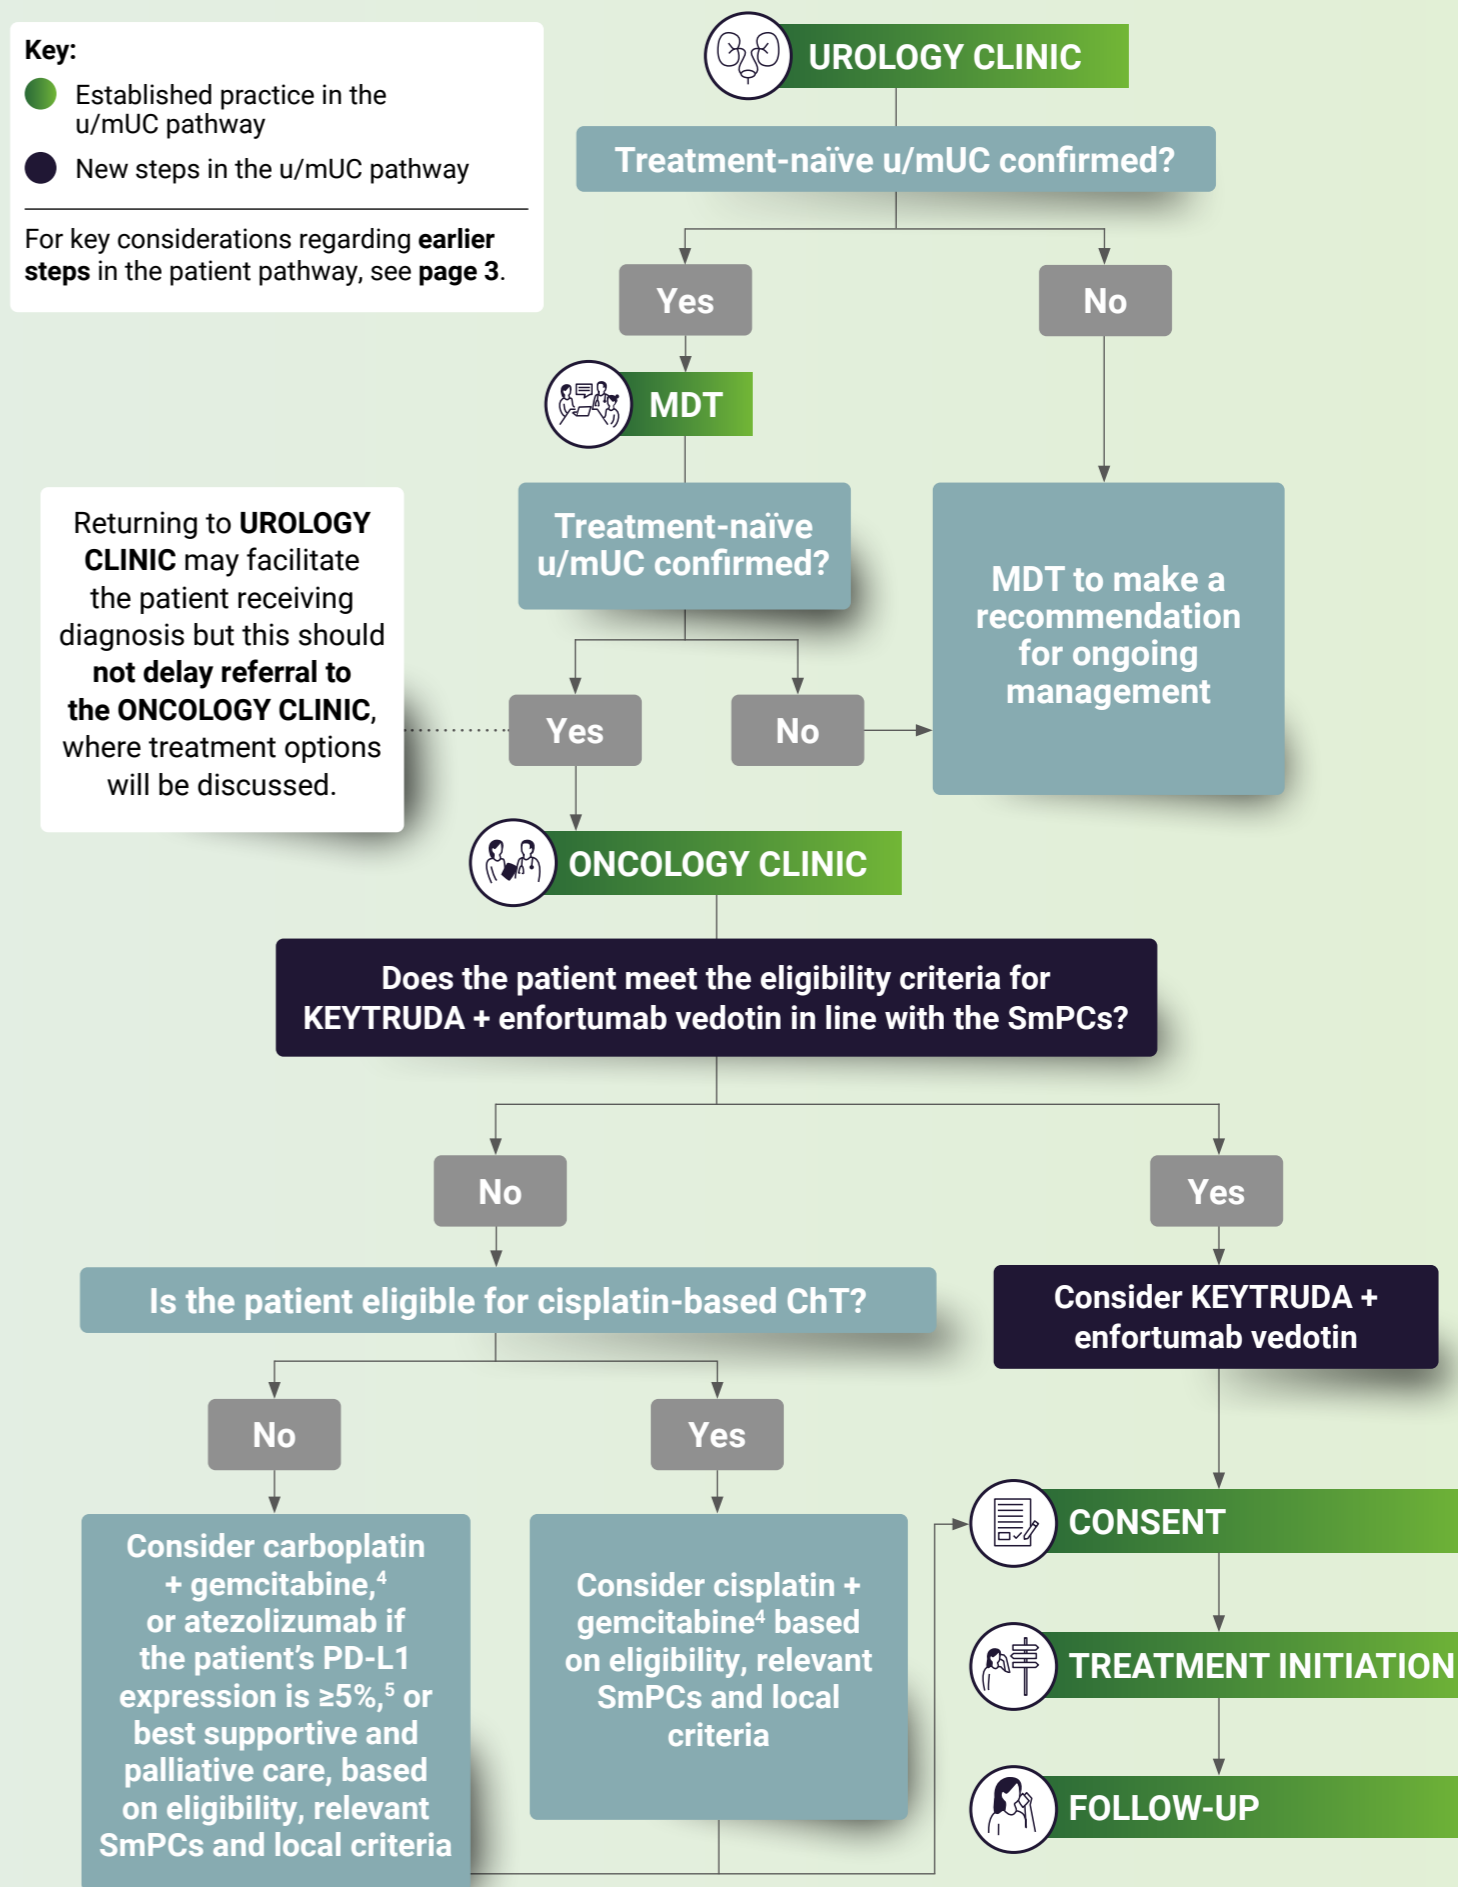 Key:
Established practice in the
u/mUC pathway
New steps in the u/mUC pathway
For key considerations regarding earlier
steps in the patient pathway, see page 3.
UROLOGY CLINIC
Treatment-naïve u/mUC confirmed?
Yes
No
MDT
Treatment-naïve
u/mUC confirmed?
MDT to make a
recommendation
for ongoing
management
Returning to UROLOGY
CLINIC may facilitate
the patient receiving
diagnosis but this should
not delay referral to
the ONCOLOGY CLINIC,
where treatment options
will be discussed.
Yes
No
ONCOLOGY CLINIC
Does the patient meet the eligibility criteria for
KEYTRUDA + enfortumab vedotin in line with the SmPCs?
No
Yes
Is the patient eligible for cisplatin-based ChT?
Consider KEYTRUDA +
enfortumab vedotin
No
Yes
Consider carboplatin
+ gemcitabine,⁴
or atezolizumab if
the patient’s PD-L1
expression is ≥5%,⁵ or
best supportive and
palliative care, based
on eligibility, relevant
SmPCs and local criteria
Consider cisplatin +
gemcitabine⁴ based
on eligibility, relevant
SmPCs and local
criteria
CONSENT
TREATMENT INITIATION
FOLLOW-UP